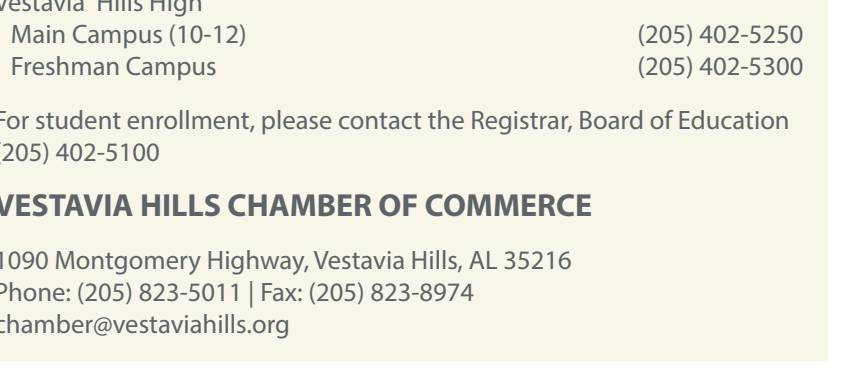 Vestavia Hills High
Main Campus (10-12) (205) 402-5250
Freshman Campus (205) 402-5300
For student enrollment, please contact the Registrar, Board of Education
(205) 402-5100
VESTAVIA HILLS CHAMBER OF COMMERCE
1090 Montgomery Highway, Vestavia Hills, AL 35216
Phone: (205) 823-5011 | Fax: (205) 823-8974
chamber@vestaviahills.org